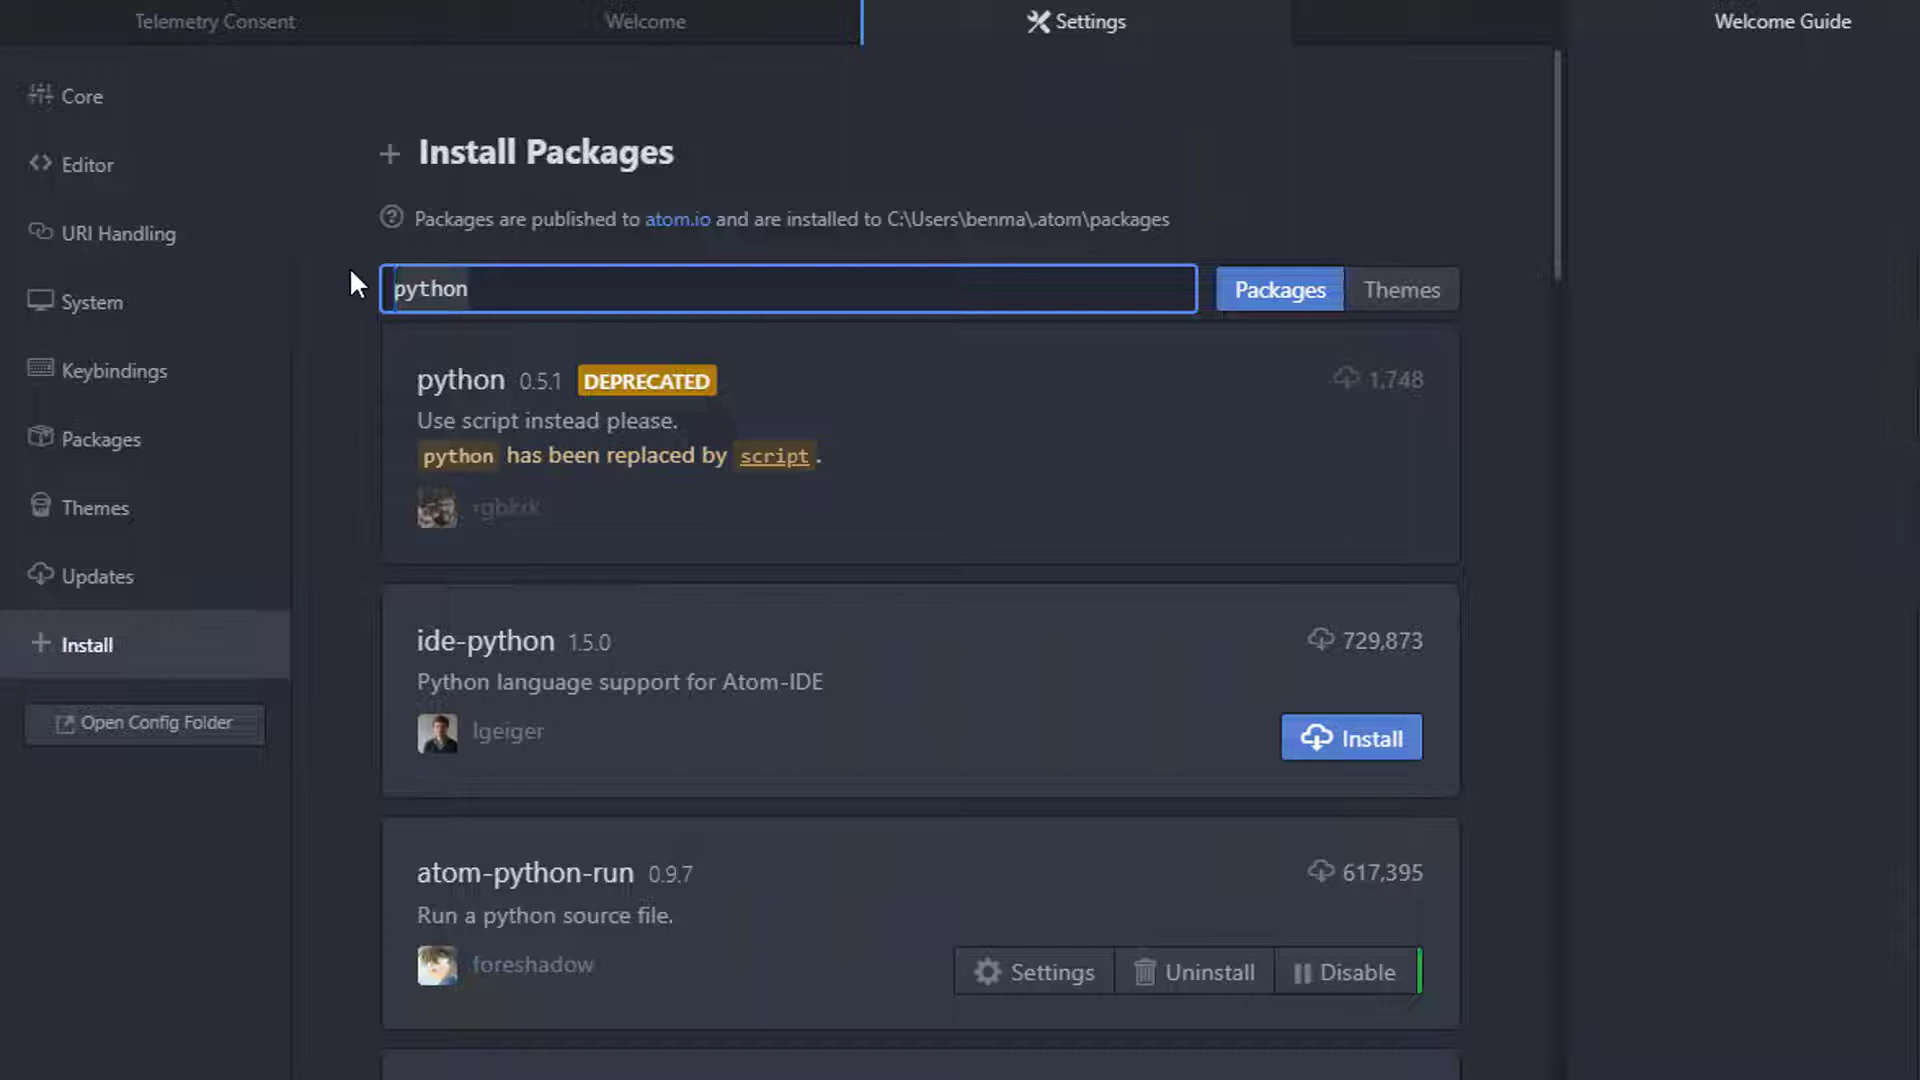 Telemetry Consent
Welcome
Settings
Welcome Guide
Core
Editor
URI Handling
System
Keybindings
Packages
Themes
Updates
Install
Open Config Folder
Install Packages
Packages are published to atom.io and are installed to C:\Users\benma\.atom\packages
python
Packages
Themes
python 0.5.1 DEPRECATED
1,748
Use script instead please.
python has been replaced by script.
rgbkrk
ide-python 1.5.0
729,873
Python language support for Atom-IDE
lgeiger
Install
atom-python-run 0.9.7
617,395
Run a python source file.
foreshadow
Settings
Uninstall
Disable